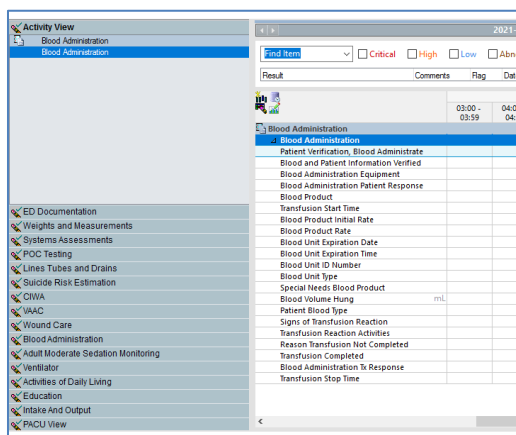 Activity View
Blood Administration
Blood Administration
ED Documentation
Weights and Measurements
Systems Assessments
POC Testing
Lines Tubes and Drains
Suicide Risk Estimation
CIWA
VAAC
Wound Care
Blood Administration
Adult Moderate Sedation Monitoring
Ventilator
Activities of Daily Living
Education
Intake And Output
PACU View
2021-
Find Item Critical High Low Abn
Result Comments Flag Dat
03:00 - 04:0
03:59 04:
Blood Administration
Blood Administration
Patient Verification, Blood Administrate
Blood and Patient Information Verified
Blood Administration Equipment
Blood Administration Patient Response
Blood Product
Transfusion Start Time
Blood Product Initial Rate
Blood Product Rate
Blood Unit Expiration Date
Blood Unit Expiration Time
Blood Unit ID Number
Blood Unit Type
Special Needs Blood Product
Blood Volume Hung mL
Patient Blood Type
Signs of Transfusion Reaction
Transfusion Reaction Activities
Reason Transfusion Not Completed
Transfusion Completed
Blood Administration Tx Response
Transfusion Stop Time